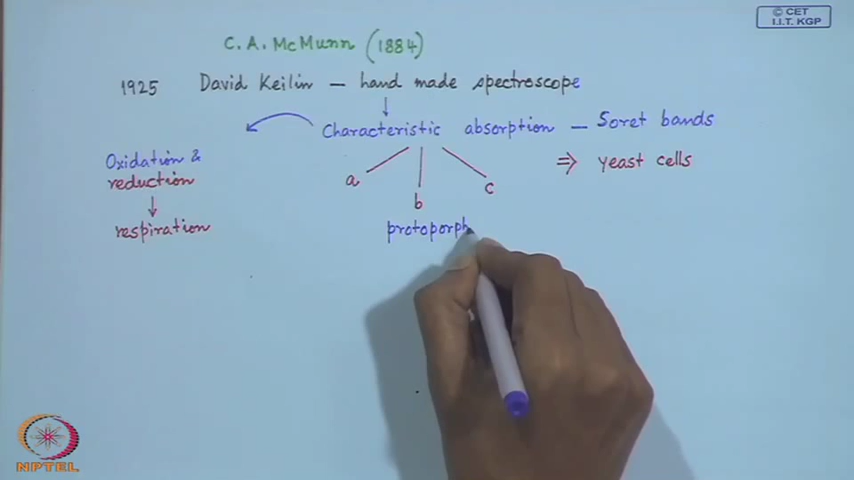 © CET
I.I.T. KGP
C. A. McMunn (1884)
1925 David Keilin – hand made spectroscope
Characteristic absorption – Soret bands
Oxidation &
reduction
⇒ yeast cells
a
b
c
respiration
protoporph
NPTEL